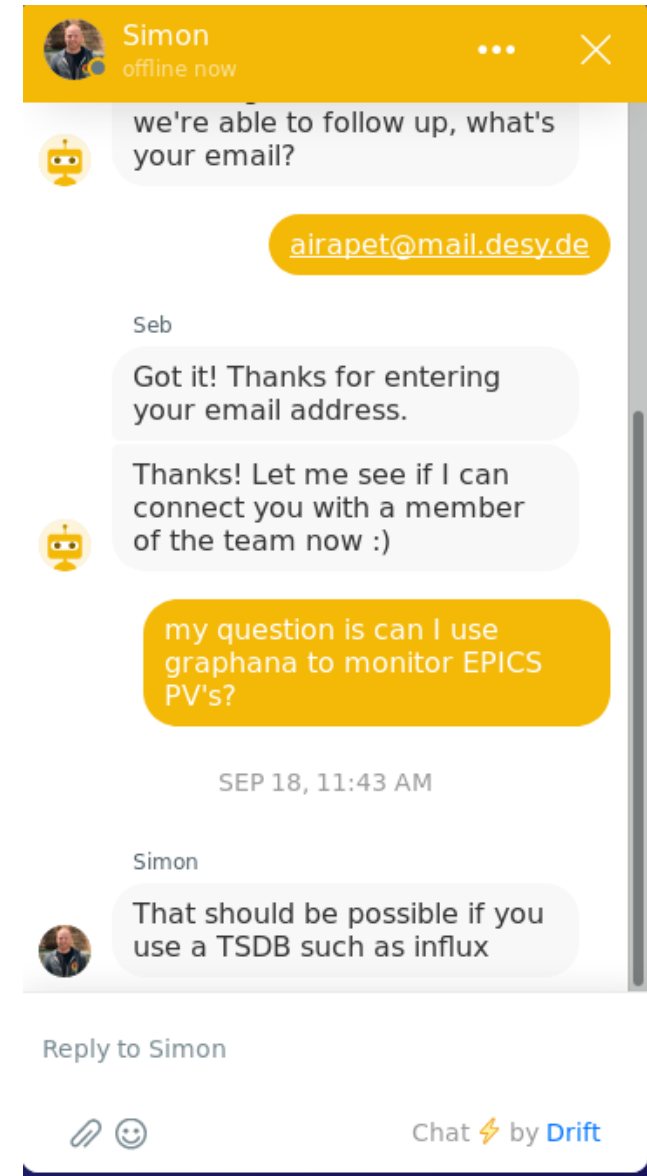 Simon
offline now
we're able to follow up, what's
your email?
airapet@mail.desy.de
Seb
Got it! Thanks for entering
your email address.
Thanks! Let me see if I can
connect you with a member
of the team now :)
my question is can I use
graphana to monitor EPICS
PV's?
SEP 18, 11:43 AM
Simon
That should be possible if you
use a TSDB such as influx
Reply to Simon
Chat ⚡ by Drift